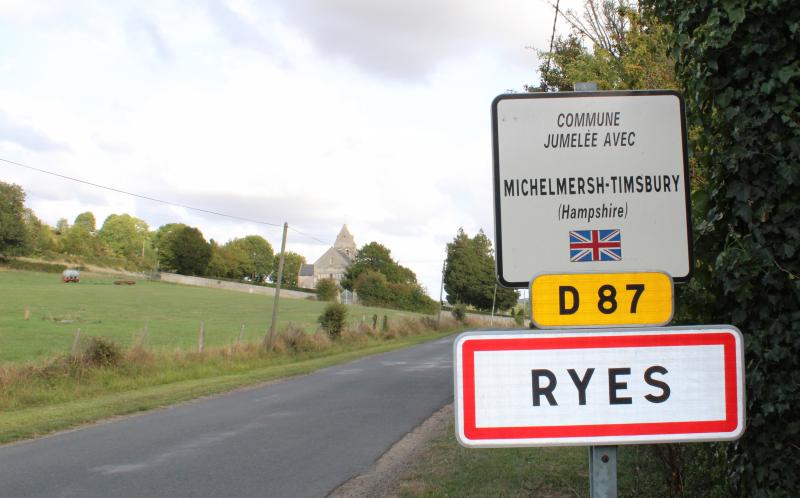 COMMUNE
JUMELÉE AVEC
MICHELMERSH-TIMSBURY
(Hampshire)
D 87
RYES